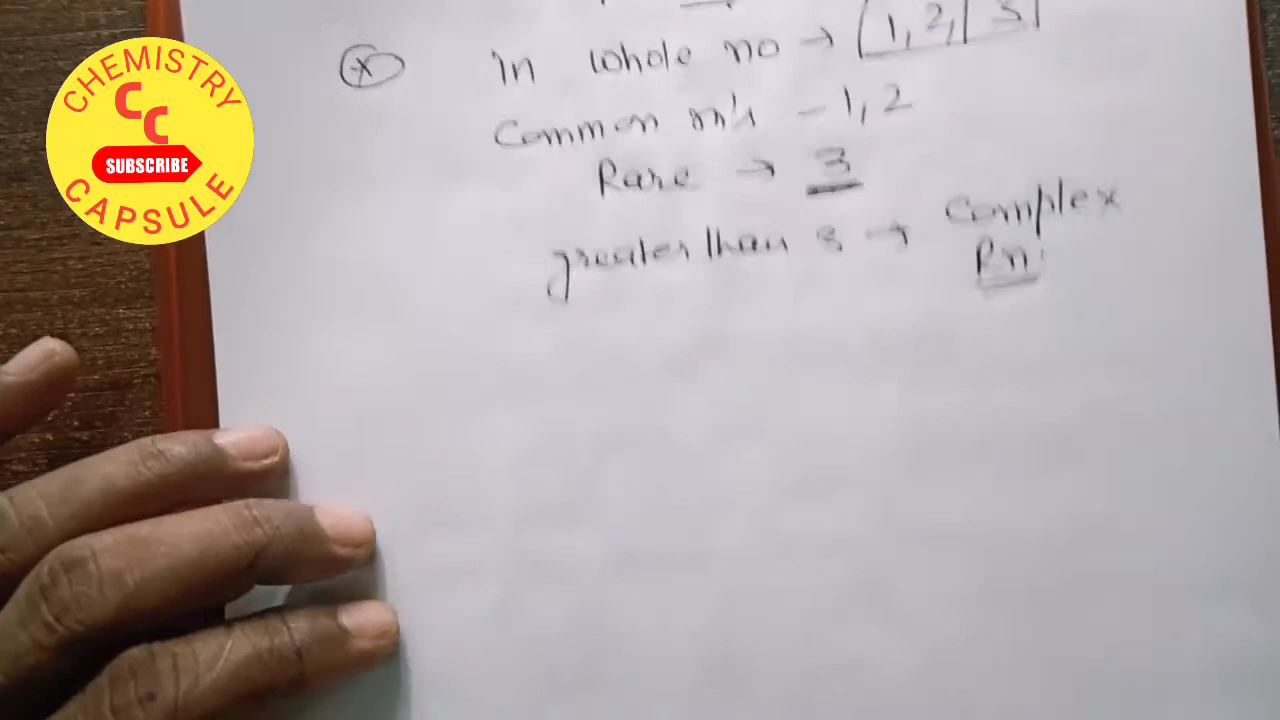 CHEMISTRY
CC
SUBSCRIBE
CAPSULE
In whole no → 1, 2, 3
Common - 1, 2
Rare → 3
greater than 3 → Complex
Rn